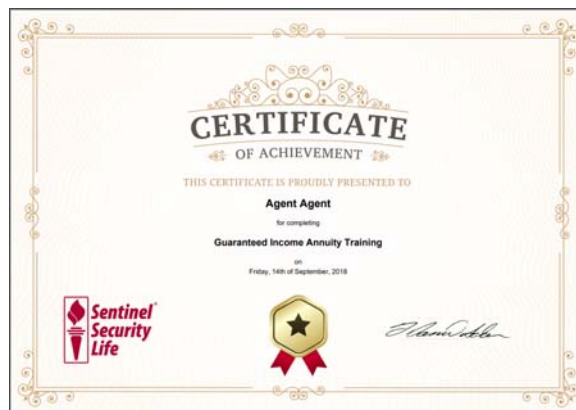 CERTIFICATE
OF ACHIEVEMENT
THIS CERTIFICATE IS PROUDLY PRESENTED TO
Agent Agent
for completing
Guaranteed Income Annuity Training
on
Friday, 14th of September, 2018
Sentinel
Security
Life